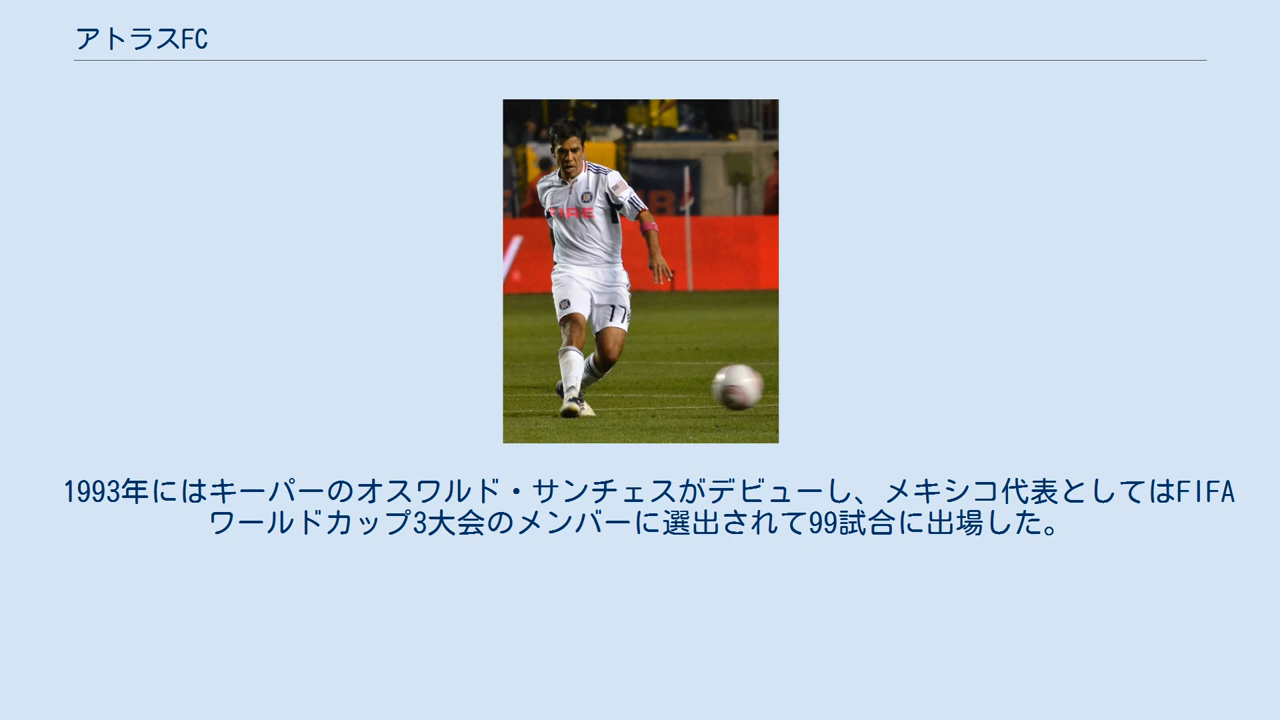 アトラスFC
FIRE
77
1993年にはキーパーのオスワルド・サンチェスがデビューし、メキシコ代表としてはFIFA
ワールドカップ3大会のメンバーに選出されて99試合に出場した。